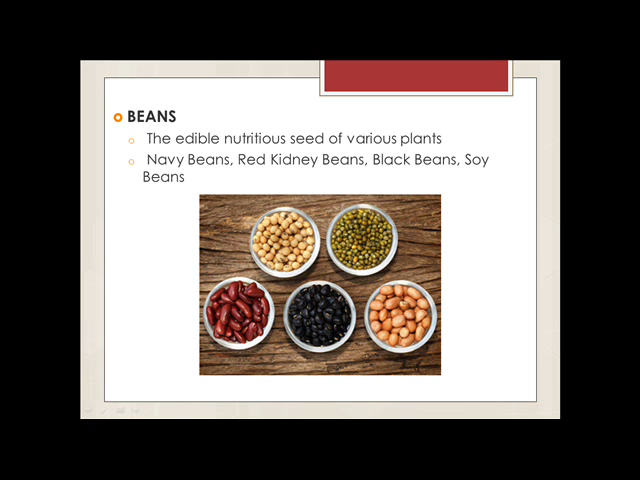 BEANS
The edible nutritious seed of various plants
Navy Beans, Red Kidney Beans, Black Beans, Soy
Beans